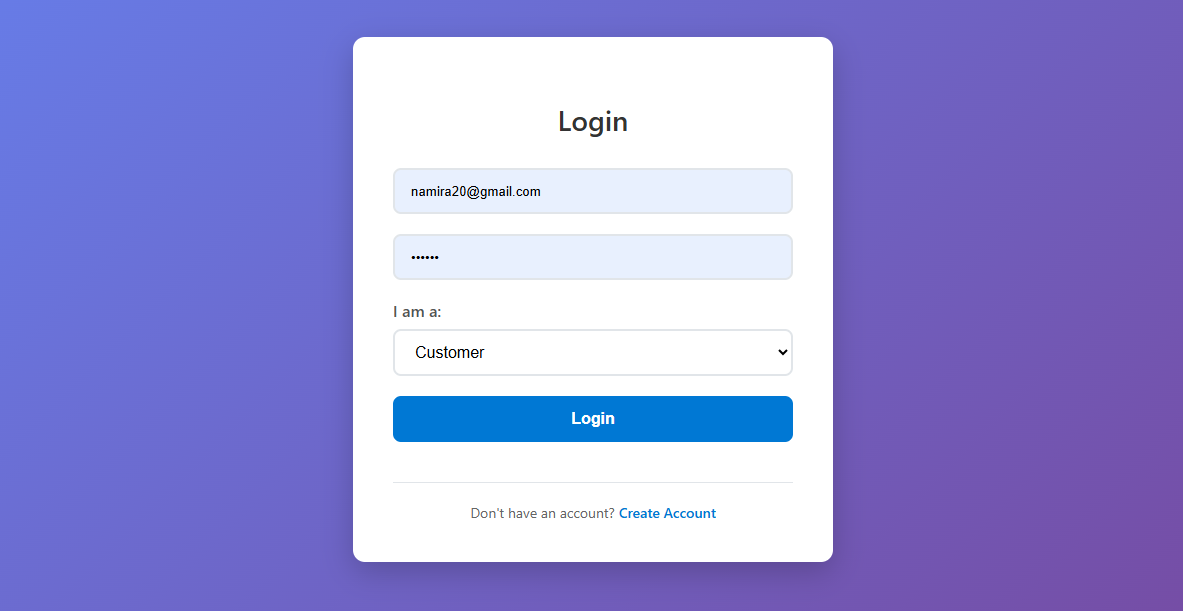 Login
namira20@gmail.com
••••••
I am a:
Customer
Login
Don't have an account? Create Account